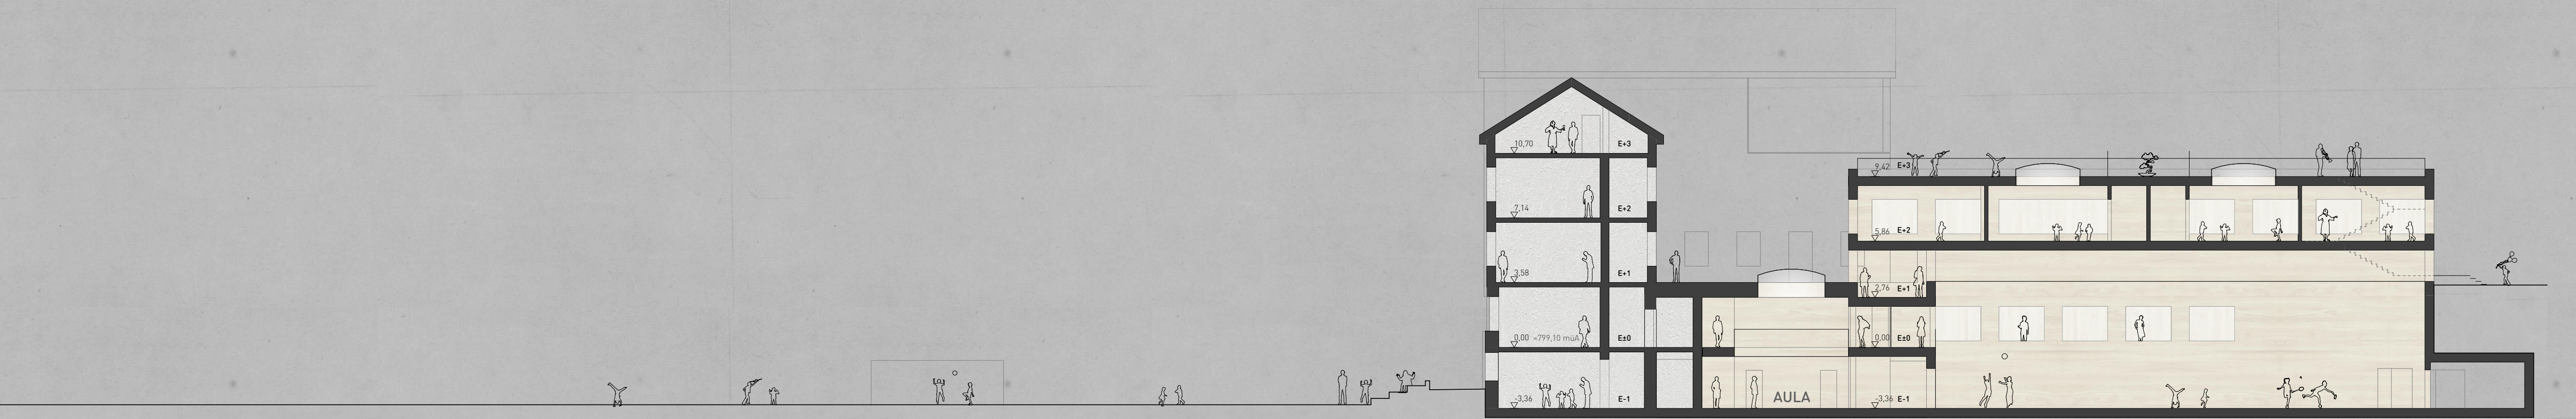 10,70 E+3
7,14 E+2
3,58 E+1
0,00 =799,10 müA E±0
-3,36 E-1
AULA
9,42 E+3
5,86 E+2
2,76 E+1
0,00 E±0
-3,36 E-1